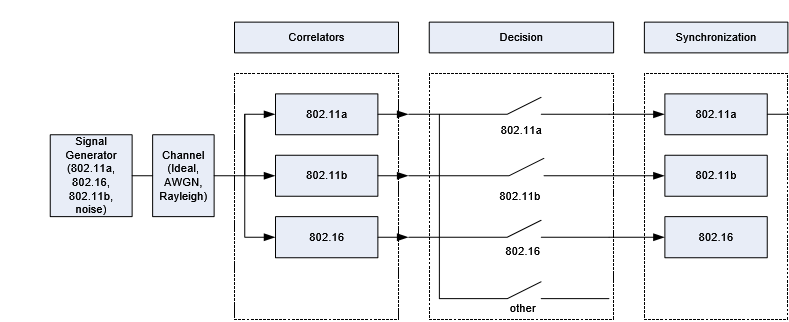 Correlators
Decision
Synchronization
Signal
Generator
(802.11a,
802.16,
802.11b,
noise)
Channel
(Ideal,
AWGN,
Rayleigh)
802.11a
802.11b
802.16
802.11a
802.11b
802.16
other
802.11a
802.11b
802.16